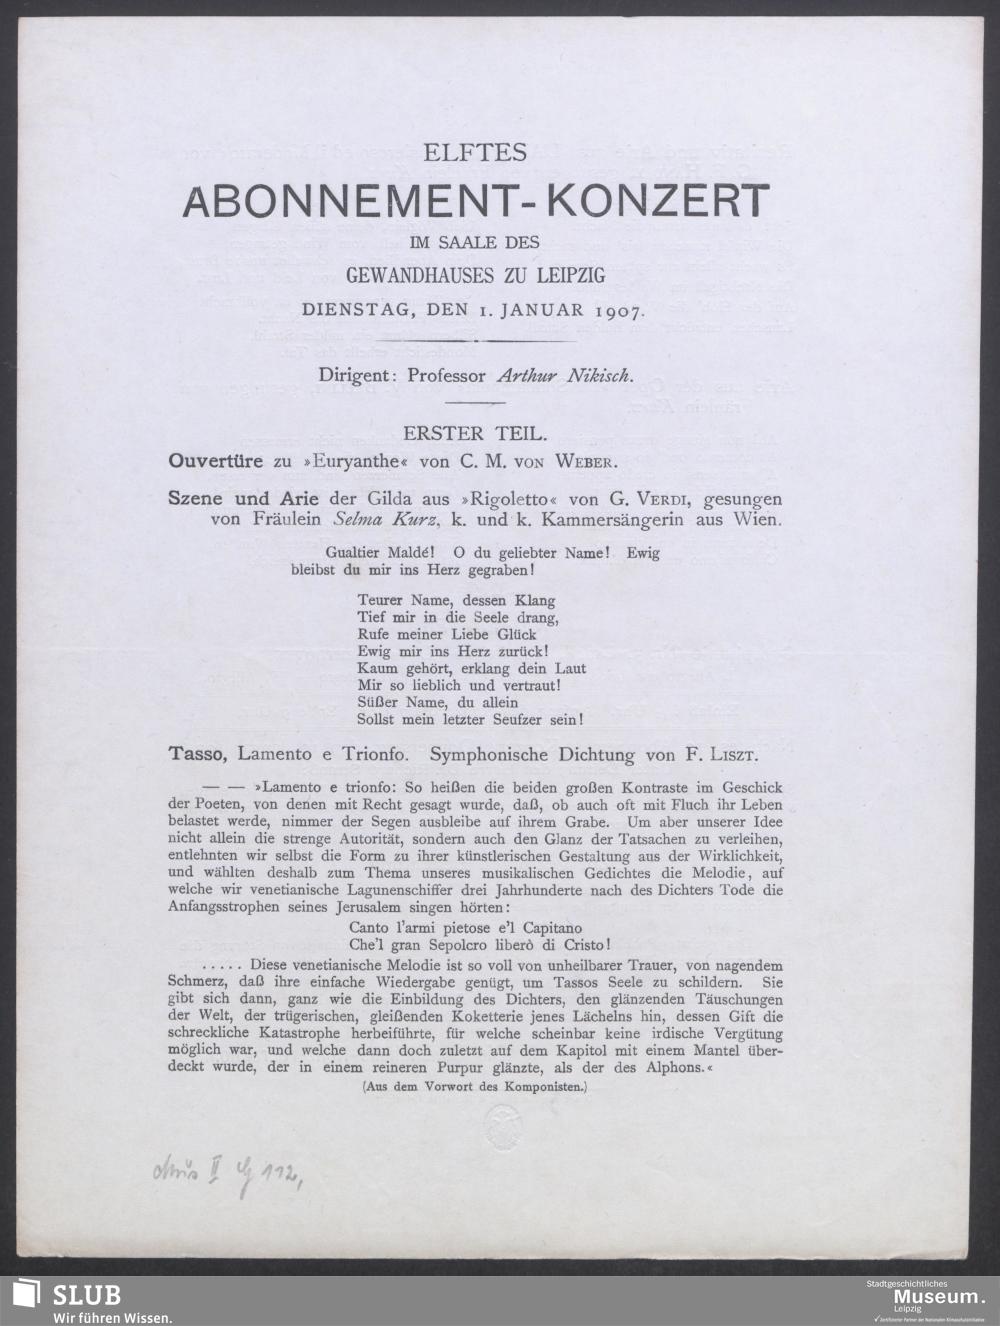 ELFTES
ABONNEMENT-KONZERT
IM SAALE DES
GEWANDHAUSES ZU LEIPZIG
DIENSTAG, DEN 1. JANUAR 1907.
Dirigent: Professor Arthur Nikisch.
ERSTER TEIL.
Ouvertüre zu »Euryanthe« von C. M. VON WEBER.
Szene und Arie der Gilda aus »Rigoletto« von G. VERDI, gesungen
von Fräulein Selma Kurz, k. und k. Kammersängerin aus Wien.
Gualtier Maldé! O du geliebter Name! Ewig
bleibst du mir ins Herz gegraben!
Teurer Name, dessen Klang
Tief mir in die Seele drang,
Rufe meiner Liebe Glück
Ewig mir ins Herz zurück!
Kaum gehört, erklang dein Laut
Mir so lieblich und vertraut!
Süßer Name, du allein
Sollst mein letzter Seufzer sein!
Tasso, Lamento e Trionfo. Symphonische Dichtung von F. LISZT.
— — »Lamento e trionfo: So heißen die beiden großen Kontraste im Geschick
der Poeten, von denen mit Recht gesagt wurde, daß, ob auch oft mit Fluch ihr Leben
belastet werde, nimmer der Segen ausbleibe auf ihrem Grabe. Um aber unserer Idee
nicht allein die strenge Autorität, sondern auch den Glanz der Tatsachen zu verleihen,
entlehnten wir selbst die Form zu ihrer künstlerischen Gestaltung aus der Wirklichkeit,
und wählten deshalb zum Thema unseres musikalischen Gedichtes die Melodie, auf
welche wir venetianische Lagunenschiffer drei Jahrhunderte nach des Dichters Tode die
Anfangsstrophen seines Jerusalem singen hörten:
Canto l'armi pietose e'l Capitano
Che'l gran Sepolcro liberò di Cristo!
..... Diese venetianische Melodie ist so voll von unheilbarer Trauer, von nagendem
Schmerz, daß ihre einfache Wiedergabe genügt, um Tassos Seele zu schildern. Sie
gibt sich dann, ganz wie die Einbildung des Dichters, den glänzenden Täuschungen
der Welt, der trügerischen, gleißenden Koketterie jenes Lächelns hin, dessen Gift die
schreckliche Katastrophe herbeiführte, für welche scheinbar keine irdische Vergütung
möglich war, und welche dann doch zuletzt auf dem Kapitol mit einem Mantel über-
deckt wurde, der in einem reineren Purpur glänzte, als der des Alphons.«
(Aus dem Vorwort des Komponisten.)
Mus II G 112,
SLUB
Wir führen Wissen.
Stadtgeschichtliches
Museum.
Leipzig
Zertifizierter Partner der Nationalen Klimaschutzinitiative